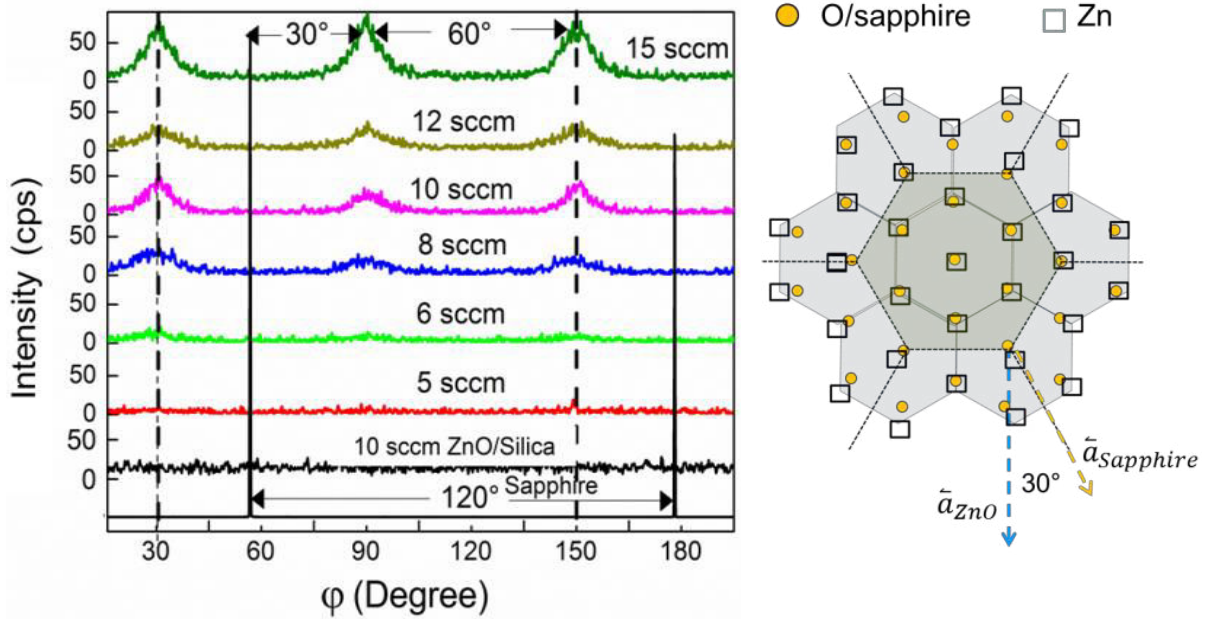 O/sapphire Zn
50
0
30° 60°
15 sccm
50
0
12 sccm
50
0
10 sccm
50
0
8 sccm
50
0
6 sccm
50
0
5 sccm
50
0
10 sccm ZnO/Silica
120° Sapphire
30 60 90 120 150 180
φ (Degree)
Intensity (cps)
a⃖Sapphire
30°
a⃖ZnO